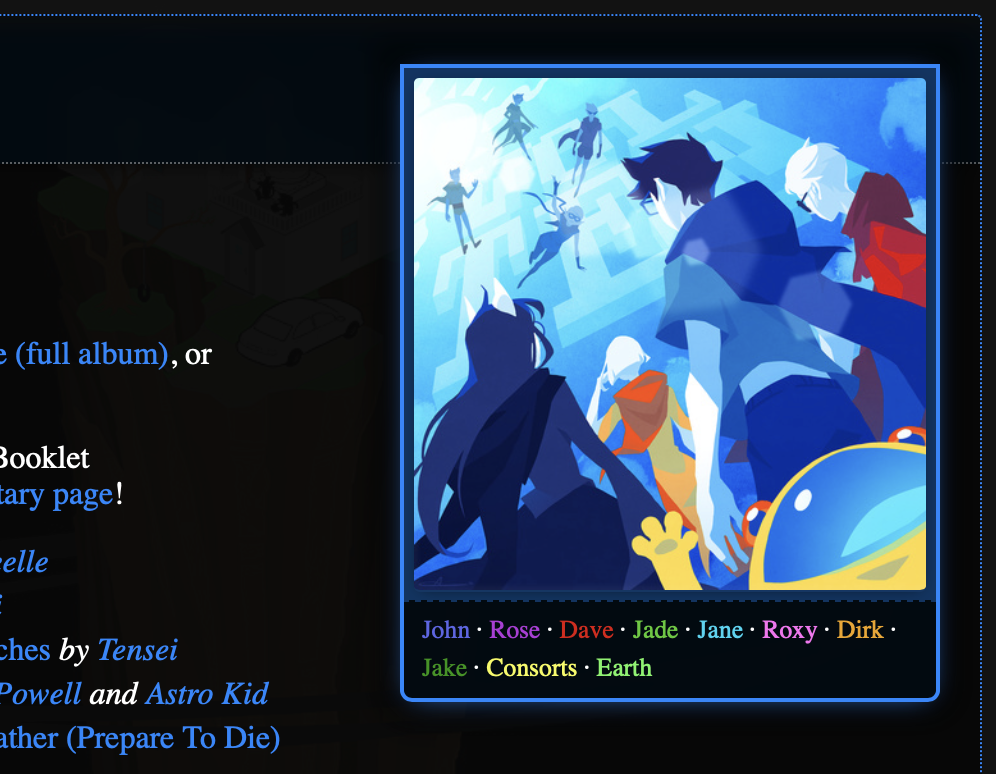 e (full album), or
Booklet
tary page!
eelle
i
ches by Tensei
Powell and Astro Kid
ather (Prepare To Die)
John · Rose · Dave · Jade · Jane · Roxy · Dirk ·
Jake · Consorts · Earth